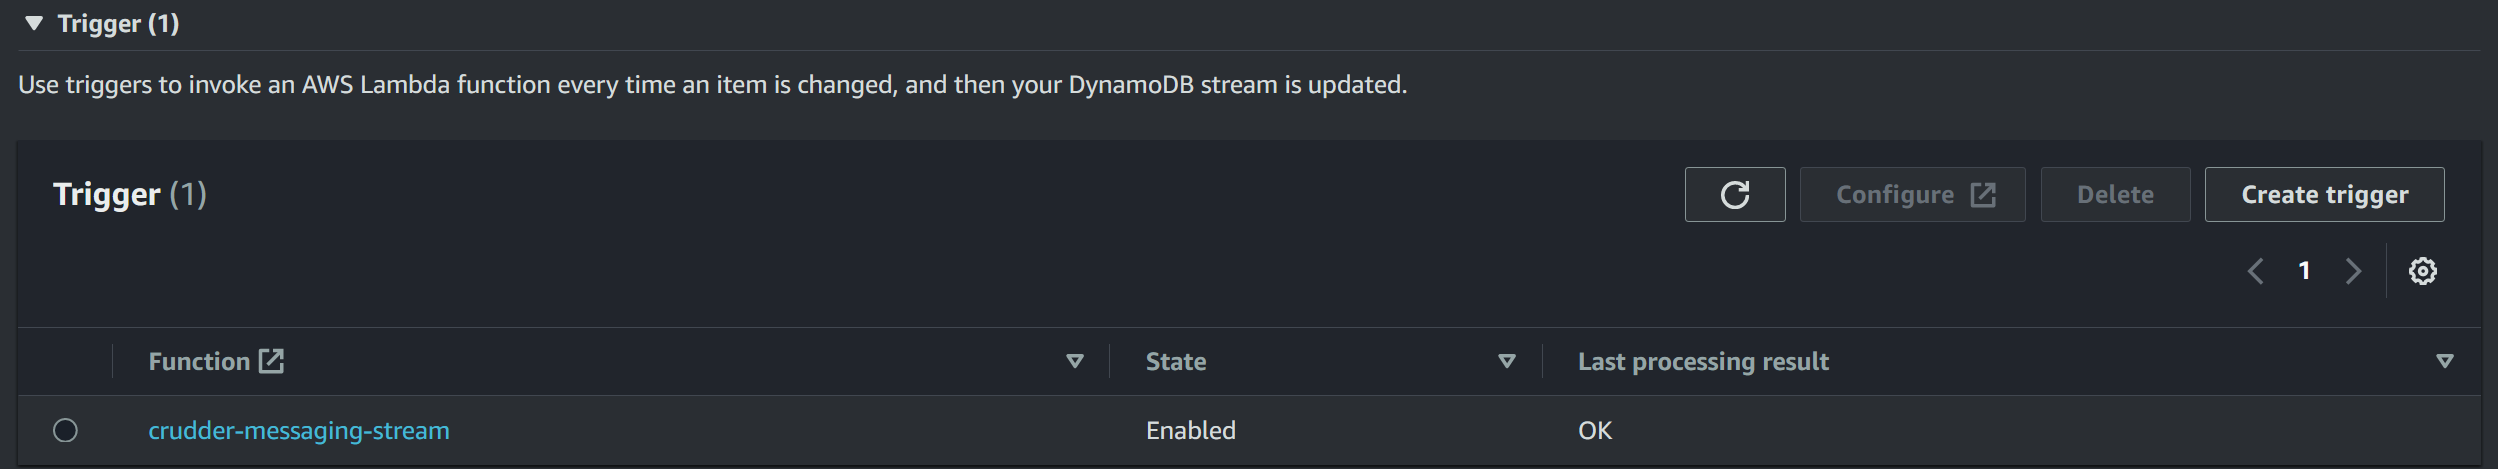 Trigger (1)
Use triggers to invoke an AWS Lambda function every time an item is changed, and then your DynamoDB stream is updated.
Trigger (1)
Configure
Delete
Create trigger
1
Function
State
Last processing result
crudder-messaging-stream
Enabled
OK